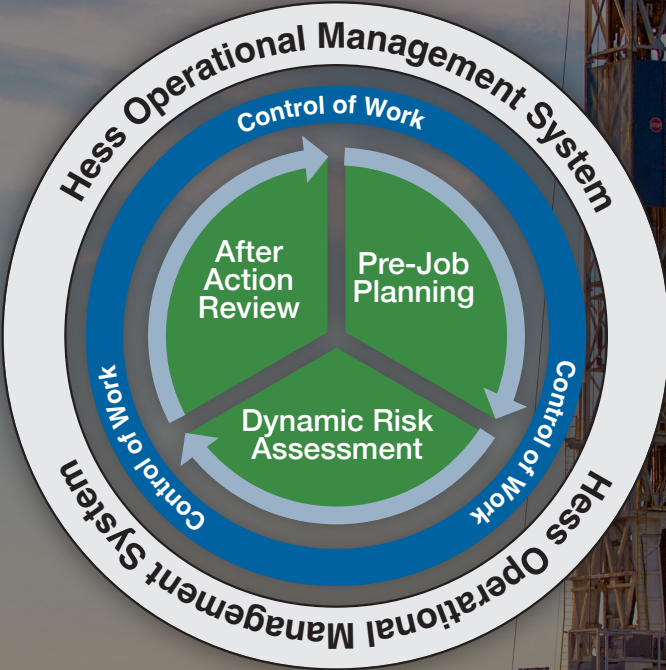 Hess Operational Management System
Control of Work
After
Action
Review
Pre-Job
Planning
Dynamic Risk
Assessment
Control of Work
Control of Work
Hess Operational Management System